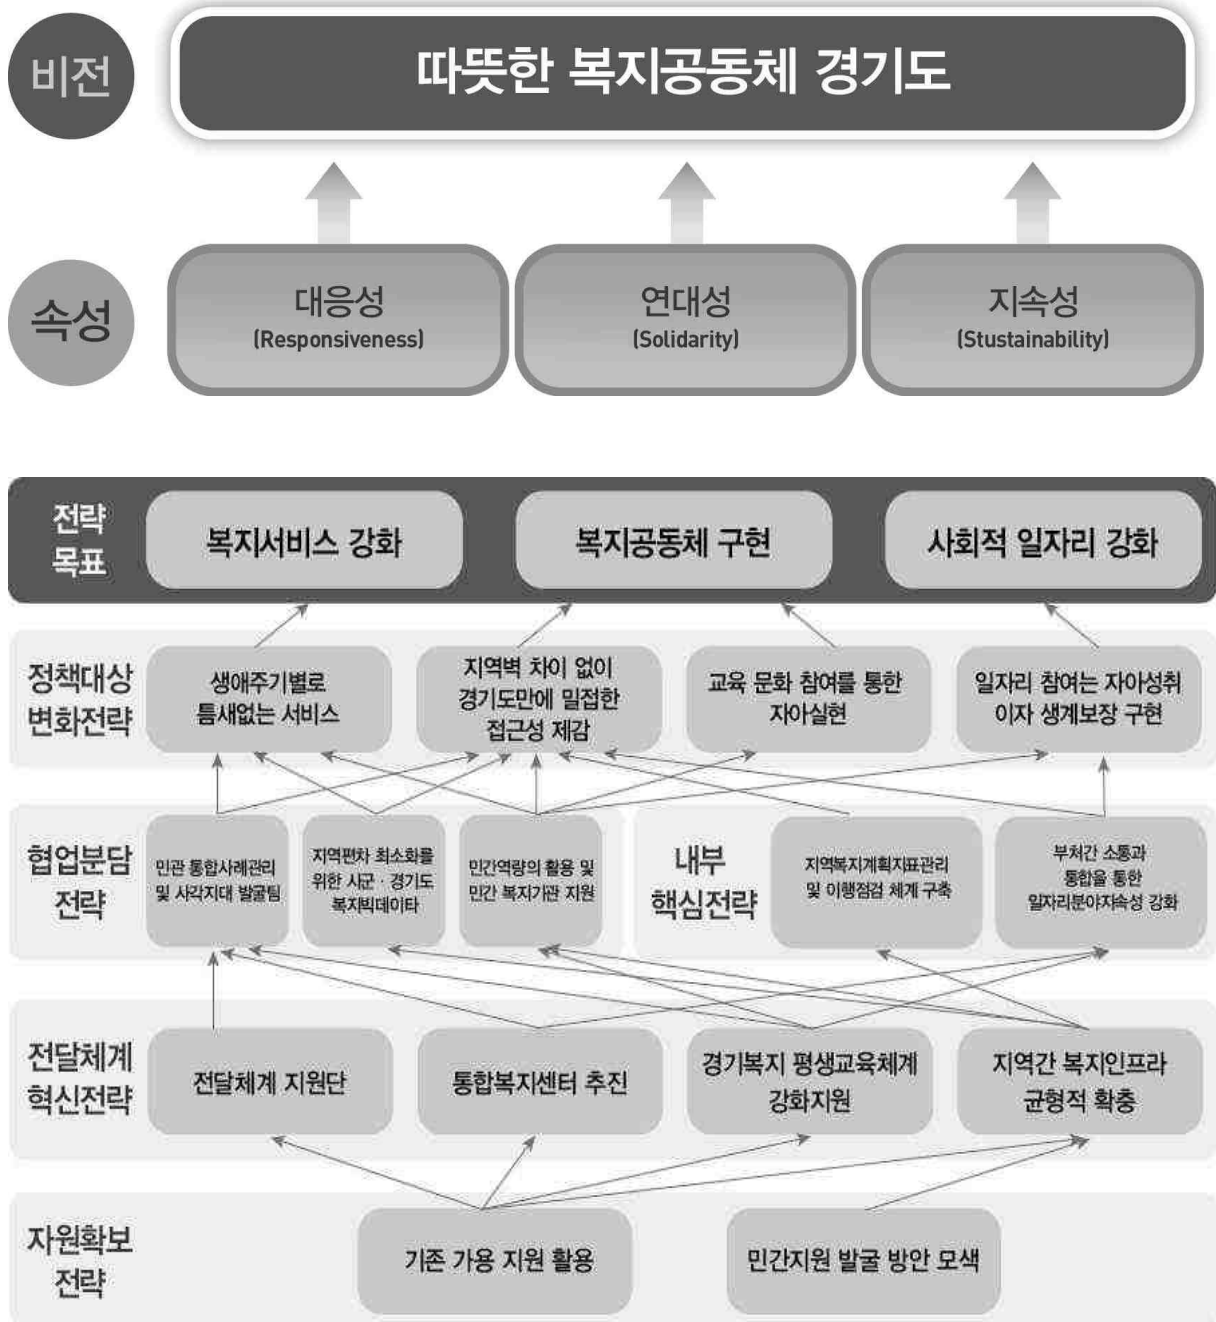 비전
따뜻한 복지공동체 경기도
속성
대응성
(Responsiveness)
연대성
(Solidarity)
지속성
(Stustainability)
전략
목표
복지서비스 강화
복지공동체 구현
사회적 일자리 강화
정책대상
변화전략
생애주기별로
틈새없는 서비스
지역벽 차이 없이
경기도만에 밀접한
접근성 제감
교육 문화 참여를 통한
자아실현
일자리 참여는 자아성취
이자 생계보장 구현
협업분담
전략
민관 통합사례관리
및 사각지대 발굴팀
지역편차 최소화를
위한 시군·경기도
복지빅데이타
민간역량의 활용 및
민간 복지기관 지원
내부
핵심전략
지역복지계획지표관리
및 이행점검 체계 구축
부처간 소통과
통합을 통한
일자리분야지속성 강화
전달체계
혁신전략
전달체계 지원단
통합복지센터 추진
경기복지 평생교육체계
강화지원
지역간 복지인프라
균형적 확충
자원확보
전략
기존 가용 지원 활용
민간지원 발굴 방안 모색